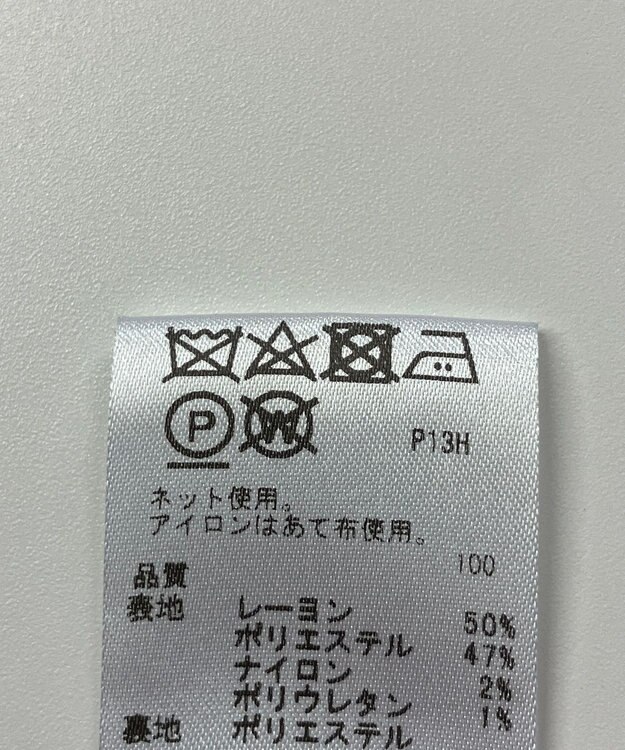 P W P13H
ネット使用。
アイロンはあて布使用。
100
品質
表地 レーヨン 50%
ポリエステル 47%
ナイロン 2%
ポリウレタン 1%
裏地 ポリエステル